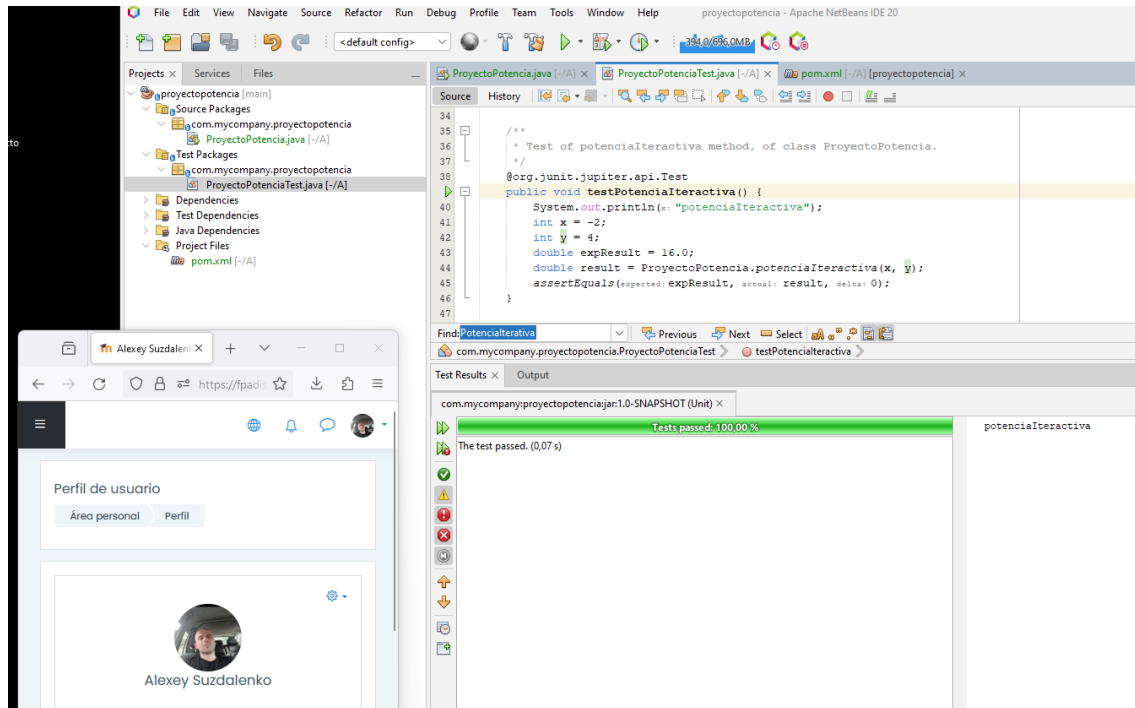 File Edit View Navigate Source Refactor Run Debug Profile Team Tools Window Help proyectopotencia - Apache NetBeans IDE 20
<default config>
394,0/696,0MB
Projects × Services Files
proyectopotencia [main]
Source Packages
com.mycompany.proyectopotencia
ProyectoPotencia.java [-/A]
Test Packages
com.mycompany.proyectopotencia
ProyectoPotenciaTest.java [-/A]
Dependencies
Test Dependencies
Java Dependencies
Project Files
pom.xml [-/A]
cto
ProyectoPotencia.java [-/A] × ProyectoPotenciaTest.java [-/A] × pom.xml [-/A] [proyectopotencia] ×
Source History
34
35 /**
36 * Test of potenciaIteractiva method, of class ProyectoPotencia.
37 */
38 @org.junit.jupiter.api.Test
public void testPotenciaIteractiva() {
40 System.out.println(x: "potenciaIteractiva");
41 int x = -2;
42 int y = 4;
43 double expResult = 16.0;
44 double result = ProyectoPotencia.potenciaIteractiva(x, y);
45 assertEquals(expected: expResult, actual: result, delta: 0);
46 }
47
Find: PotenciaIterativa Previous Next Select
com.mycompany.proyectopotencia.ProyectoPotenciaTest testPotenciaIteractiva
Test Results × Output
com.mycompany:proyectopotencia:jar:1.0-SNAPSHOT (Unit) ×
Tests passed: 100,00 %
The test passed. (0,07 s)
potenciaIteractiva
Alexey Suzdalen ×
https://fpadis
Perfil de usuario
Área personal Perfil
Alexey Suzdalenko